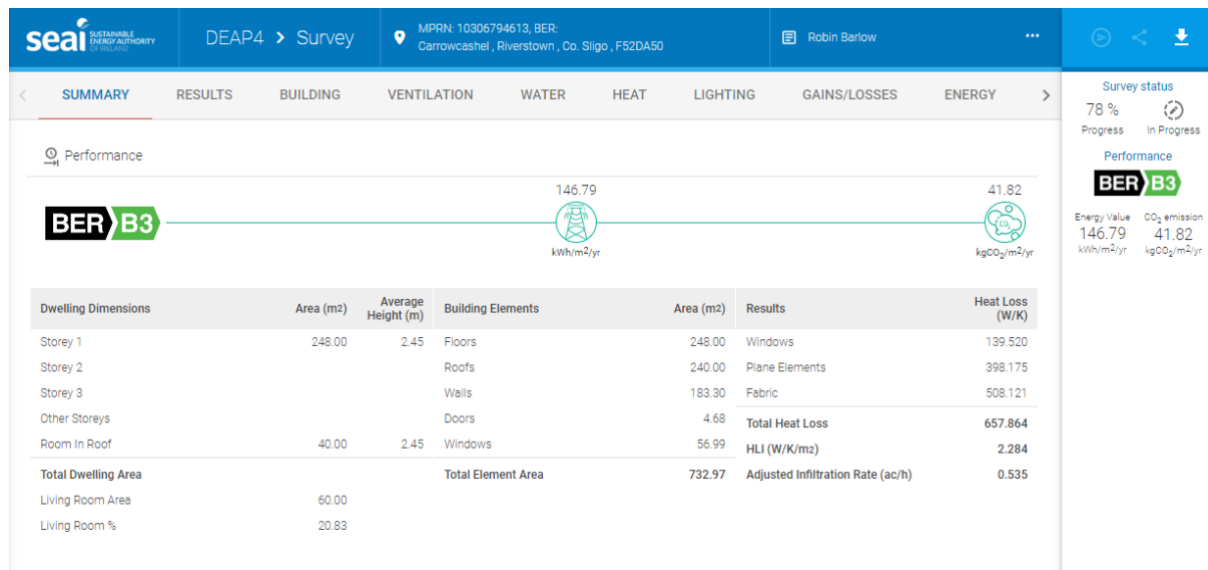 seai SUSTAINABLE ENERGY AUTHORITY OF IRELAND
DEAP4 > Survey
MPRN: 10306794613, BER:
Carrowcashel , Riverstown , Co. Sligo , F52DA50
Robin Barlow
...
SUMMARY RESULTS BUILDING VENTILATION WATER HEAT LIGHTING GAINS/LOSSES ENERGY
Survey status
78 %
Progress In Progress
Performance
BER B3
Energy Value CO2 emission
146.79 41.82
kWh/m2/yr kgCO2/m2/yr
Performance
146.79 41.82
BER B3
CO2
kWh/m2/yr kgCO2/m2/yr
Dwelling Dimensions Area (m2) Average Height (m) Building Elements Area (m2) Results Heat Loss (W/K)
Storey 1 248.00 2.45 Floors 248.00 Windows 139.520
Storey 2 Roofs 240.00 Plane Elements 398.175
Storey 3 Walls 183.30 Fabric 508.121
Other Storeys Doors 4.68 Total Heat Loss 657.864
Room In Roof 40.00 2.45 Windows 56.99 HLI (W/K/m2) 2.284
Total Dwelling Area Total Element Area 732.97 Adjusted Infiltration Rate (ac/h) 0.535
Living Room Area 60.00
Living Room % 20.83